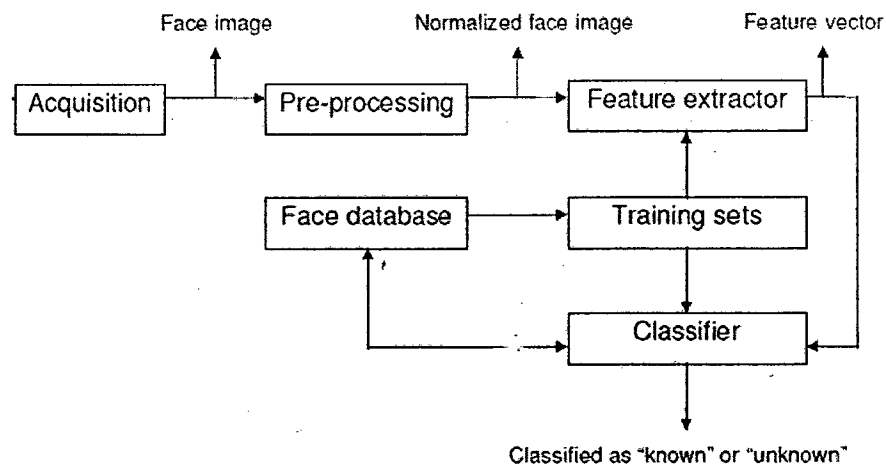 Face image
Normalized face image
Feature vector
Acquisition
Pre-processing
Feature extractor
Face database
Training sets
Classifier
Classified as "known" or "unknown"